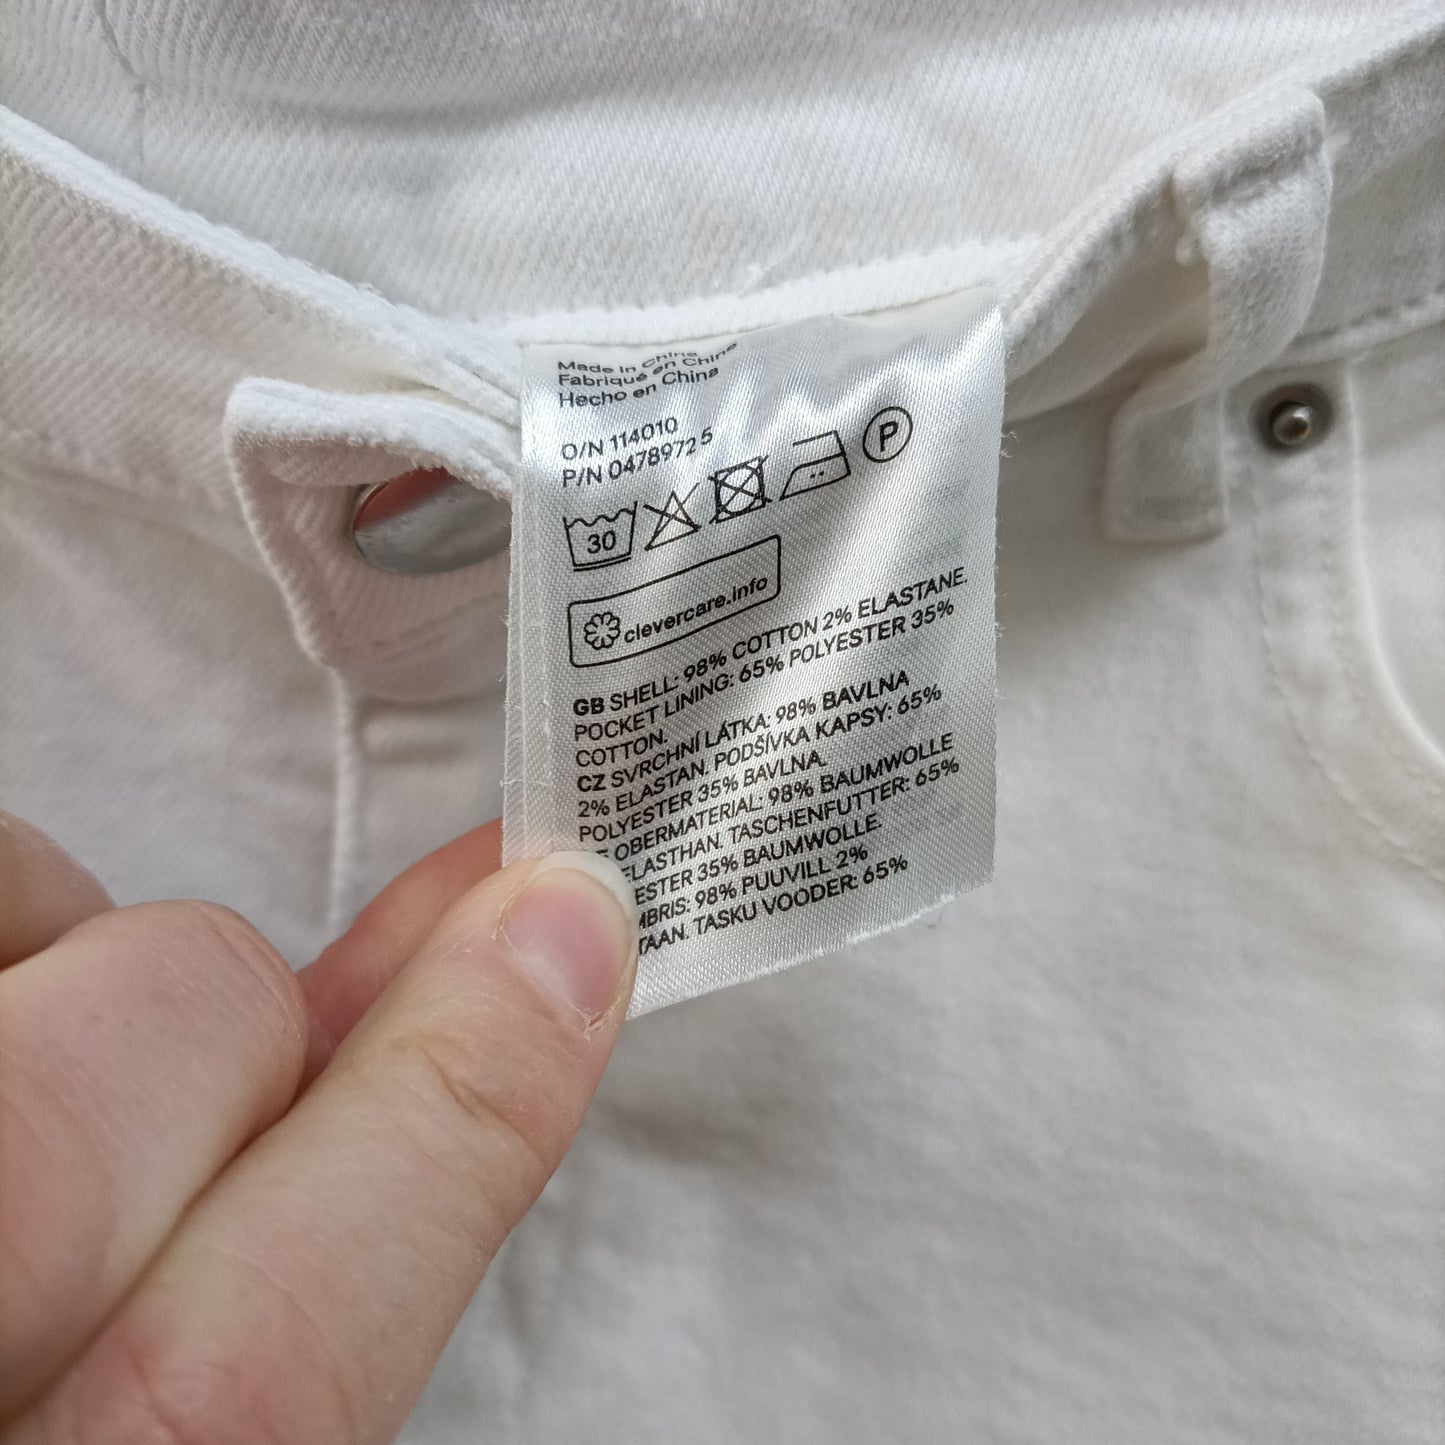 Made in China
Fabriqué en Chine
Hecho en China
O/N 114010
P/N 0478972 5
30
P
clevercare.info
GB SHELL: 98% COTTON 2% ELASTANE.
POCKET LINING: 65% POLYESTER 35%
COTTON.
CZ SVRCHNÍ LÁTKA: 98% BAVLNA
2% ELASTAN. PODŠÍVKA KAPSY: 65%
POLYESTER 35% BAVLNA.
OBERMATERIAL: 98% BAUMWOLLE
ELASTHAN. TASCHENFUTTER: 65%
ESTER 35% BAUMWOLLE.
MBRIS: 98% PUUVILL 2%
TAAN. TASKU VOODER: 65%